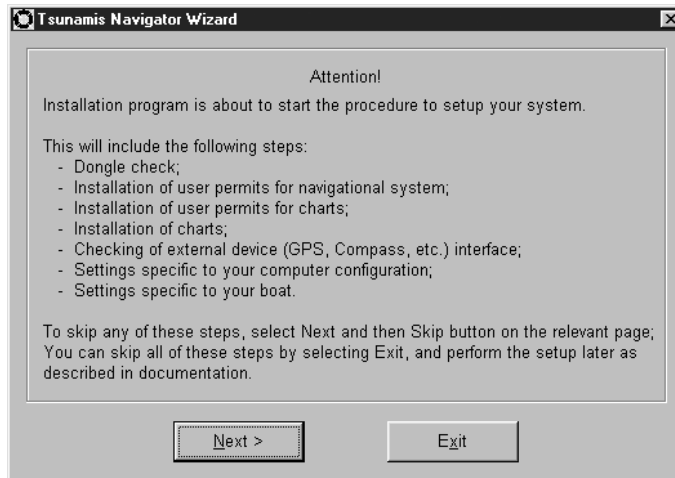 Tsunamis Navigator Wizard
Attention!
Installation program is about to start the procedure to setup your system.
This will include the following steps:
- Dongle check;
- Installation of user permits for navigational system;
- Installation of user permits for charts;
- Installation of charts;
- Checking of external device (GPS, Compass, etc.) interface;
- Settings specific to your computer configuration;
- Settings specific to your boat.
To skip any of these steps, select Next and then Skip button on the relevant page;
You can skip all of these steps by selecting Exit, and perform the setup later as
described in documentation.
Next >
Exit